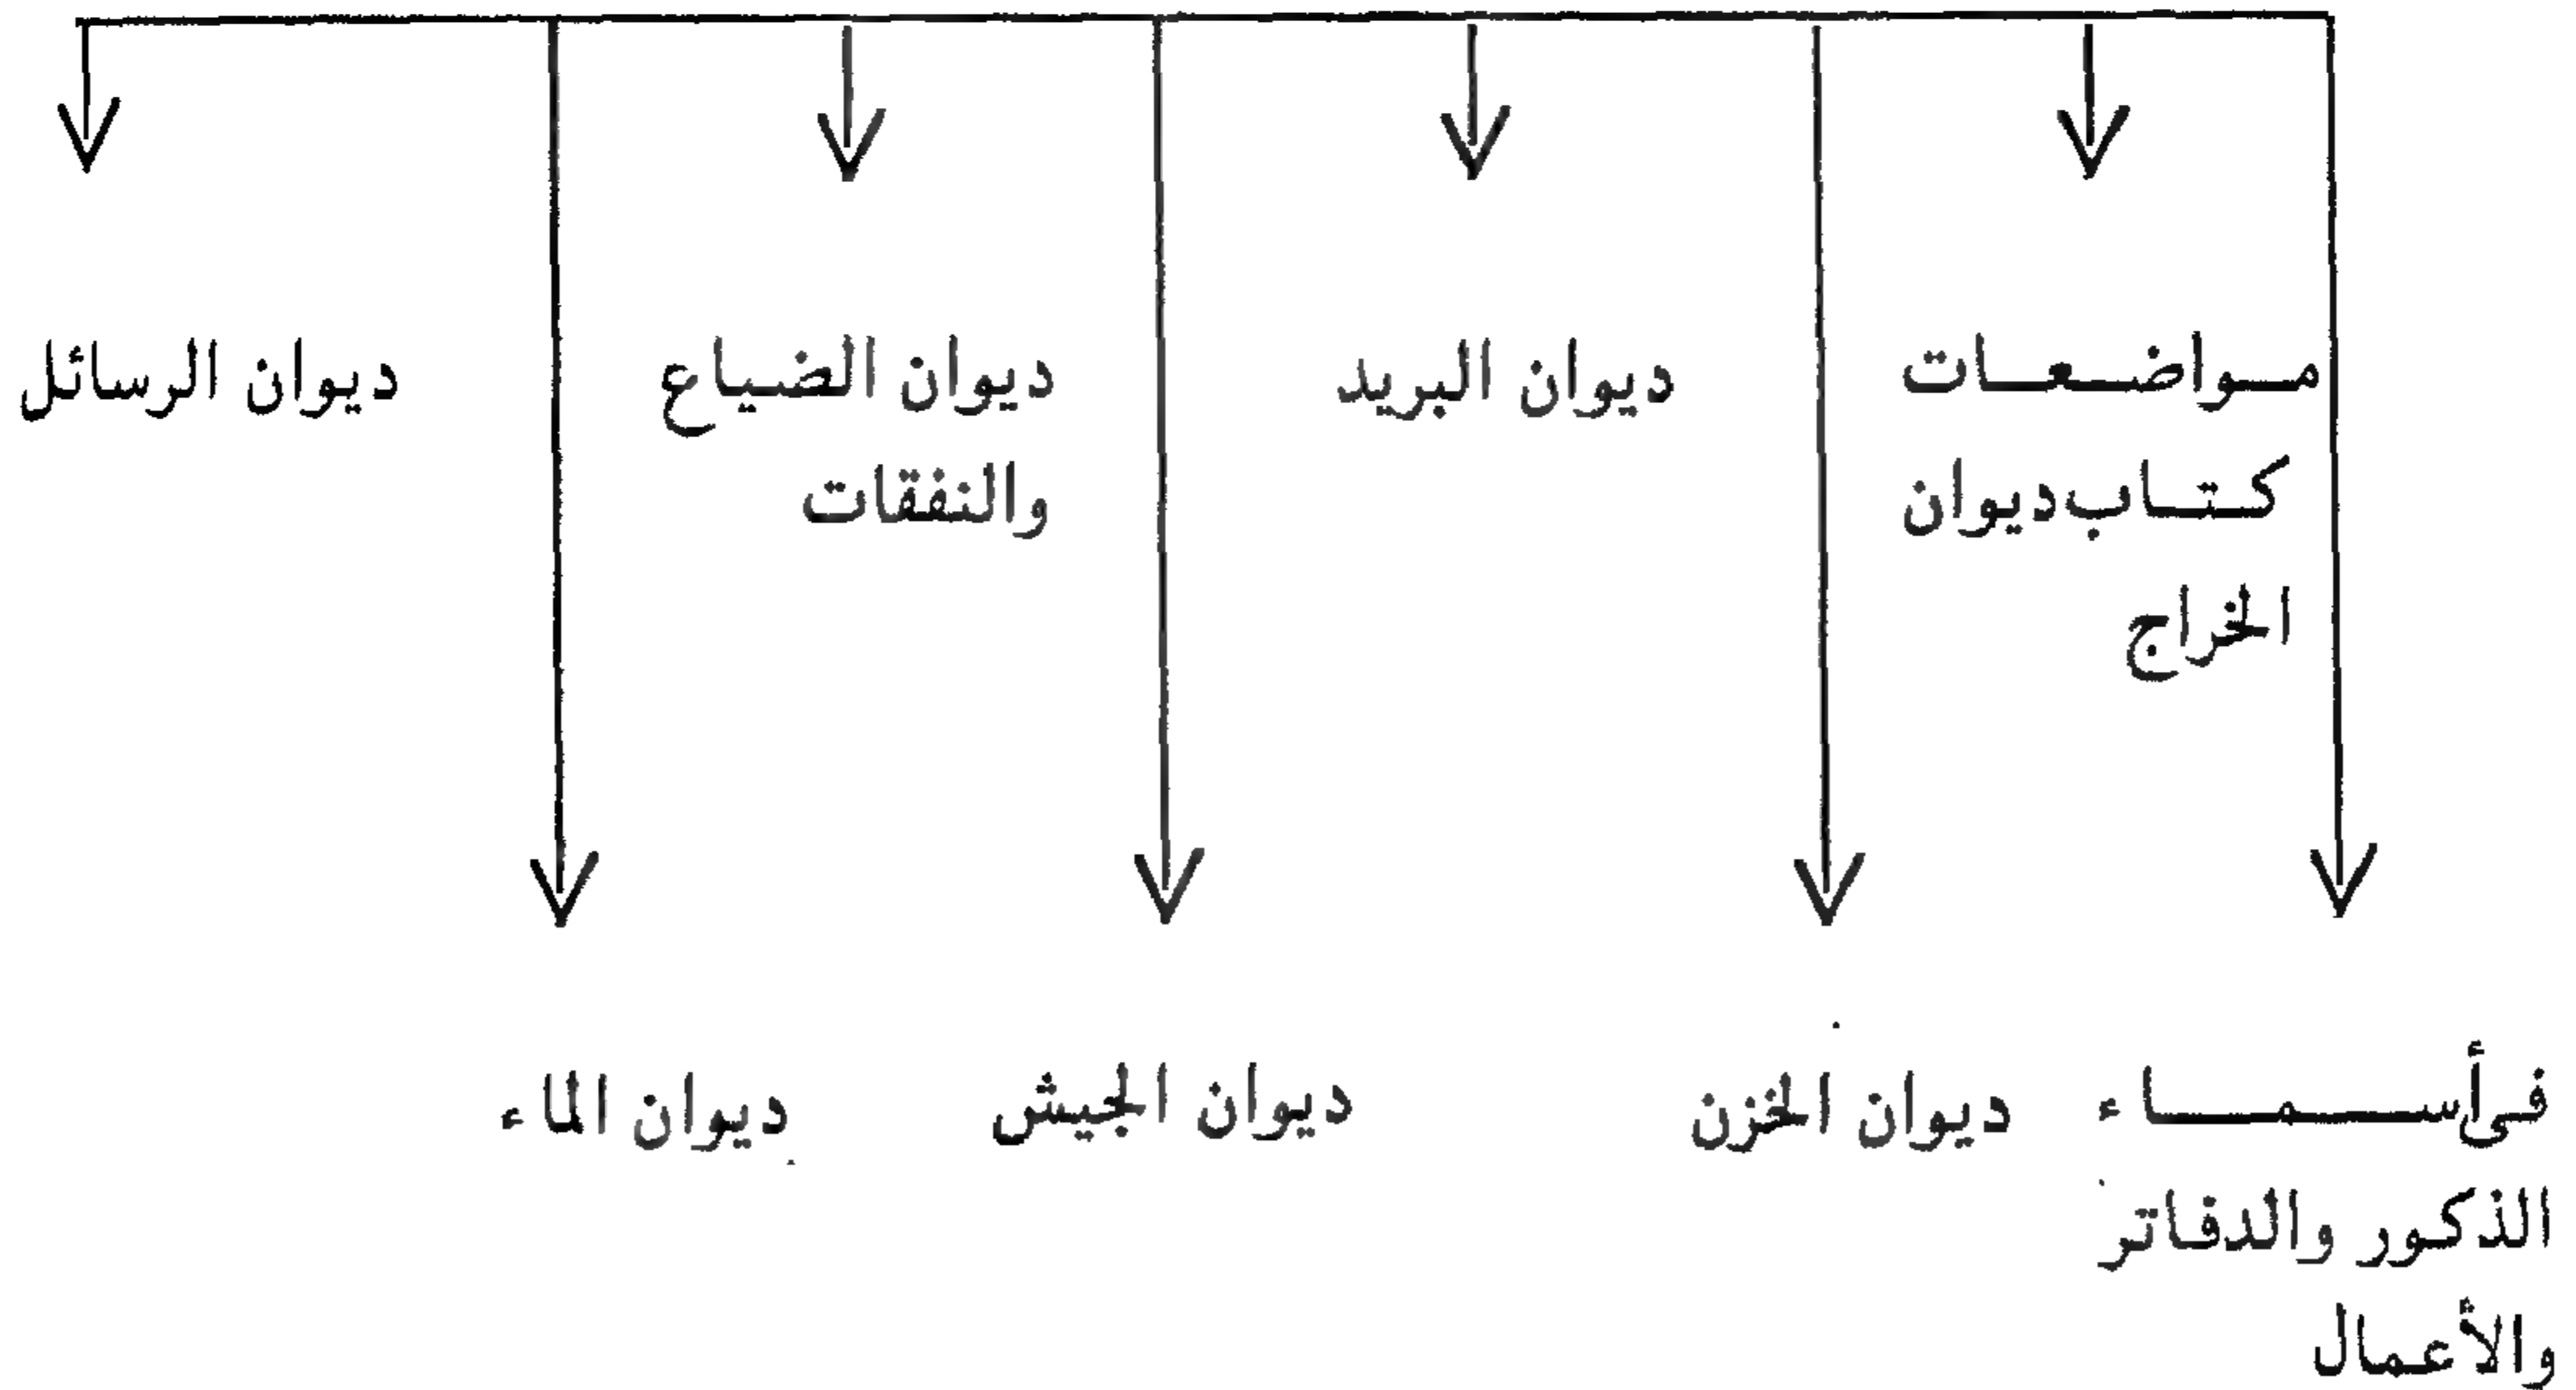 في أسماء
الذكور والدفاتر
والأعمال
مواضعات
كتاب ديوان
الخراج
ديوان الخزن
ديوان البريد
ديوان الجيش
ديوان الضياع
والنفقات
ديوان الماء
ديوان الرسائل